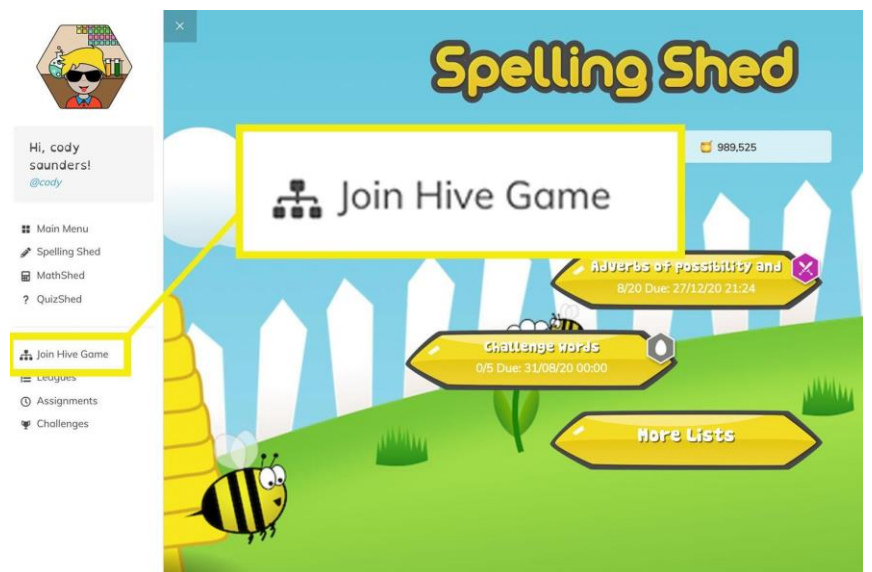 Hi, cody
saunders!
@cody
Main Menu
Spelling Shed
MathShed
? QuizShed
Join Hive Game
Leagues
Assignments
Challenges
×
Spelling Shed
989,525
Join Hive Game
Adverbs of possibility and
8/20 Due: 27/12/20 21:24
Challenge words
0/5 Due: 31/08/20 00:00
More Lists